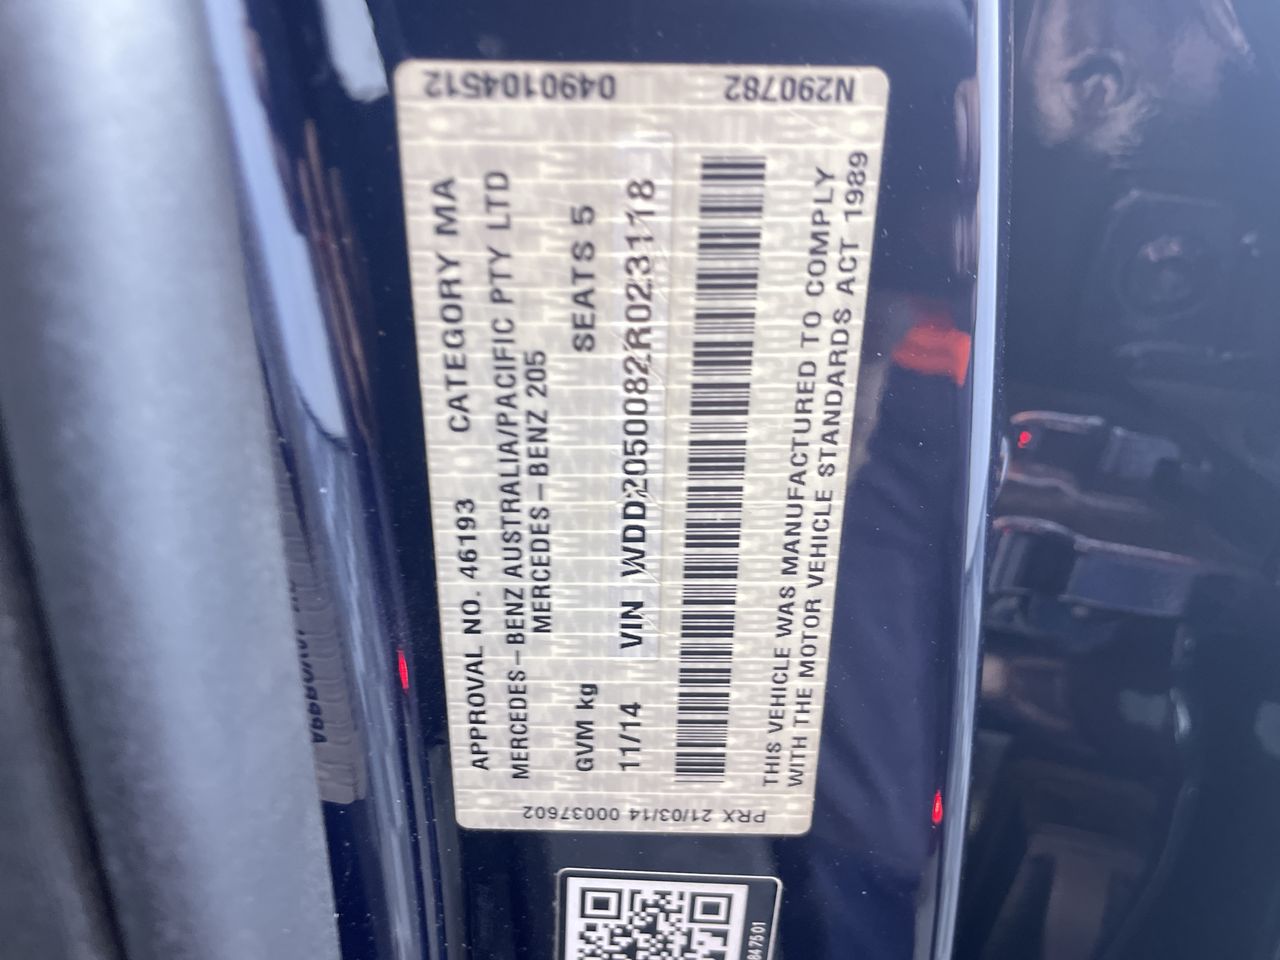 0490104512
N290782
APPROVAL NO. 46193 CATEGORY MA
MERCEDES-BENZ AUSTRALIA/PACIFIC PTY LTD
MERCEDES-BENZ 205
GVM kg SEATS 5
11/14 VIN WDD2050082R023118
THIS VEHICLE WAS MANUFACTURED TO COMPLY
WITH THE MOTOR VEHICLE STANDARDS ACT 1989
PRX 21/03/14 00037602